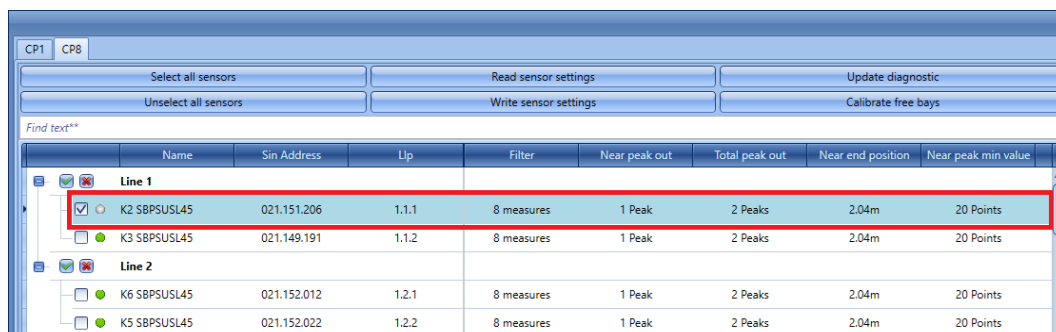 CP1 CP8
Select all sensors Read sensor settings Update diagnostic
Unselect all sensors Write sensor settings Calibrate free bays
Find text**
Name Sin Address Llp Filter Near peak out Total peak out Near end position Near peak min value
Line 1
K2 SBPSUSL45 021.151.206 1.1.1 8 measures 1 Peak 2 Peaks 2.04m 20 Points
K3 SBPSUSL45 021.149.191 1.1.2 8 measures 1 Peak 2 Peaks 2.04m 20 Points
Line 2
K6 SBPSUSL45 021.152.012 1.2.1 8 measures 1 Peak 2 Peaks 2.04m 20 Points
K5 SBPSUSL45 021.152.022 1.2.2 8 measures 1 Peak 2 Peaks 2.04m 20 Points